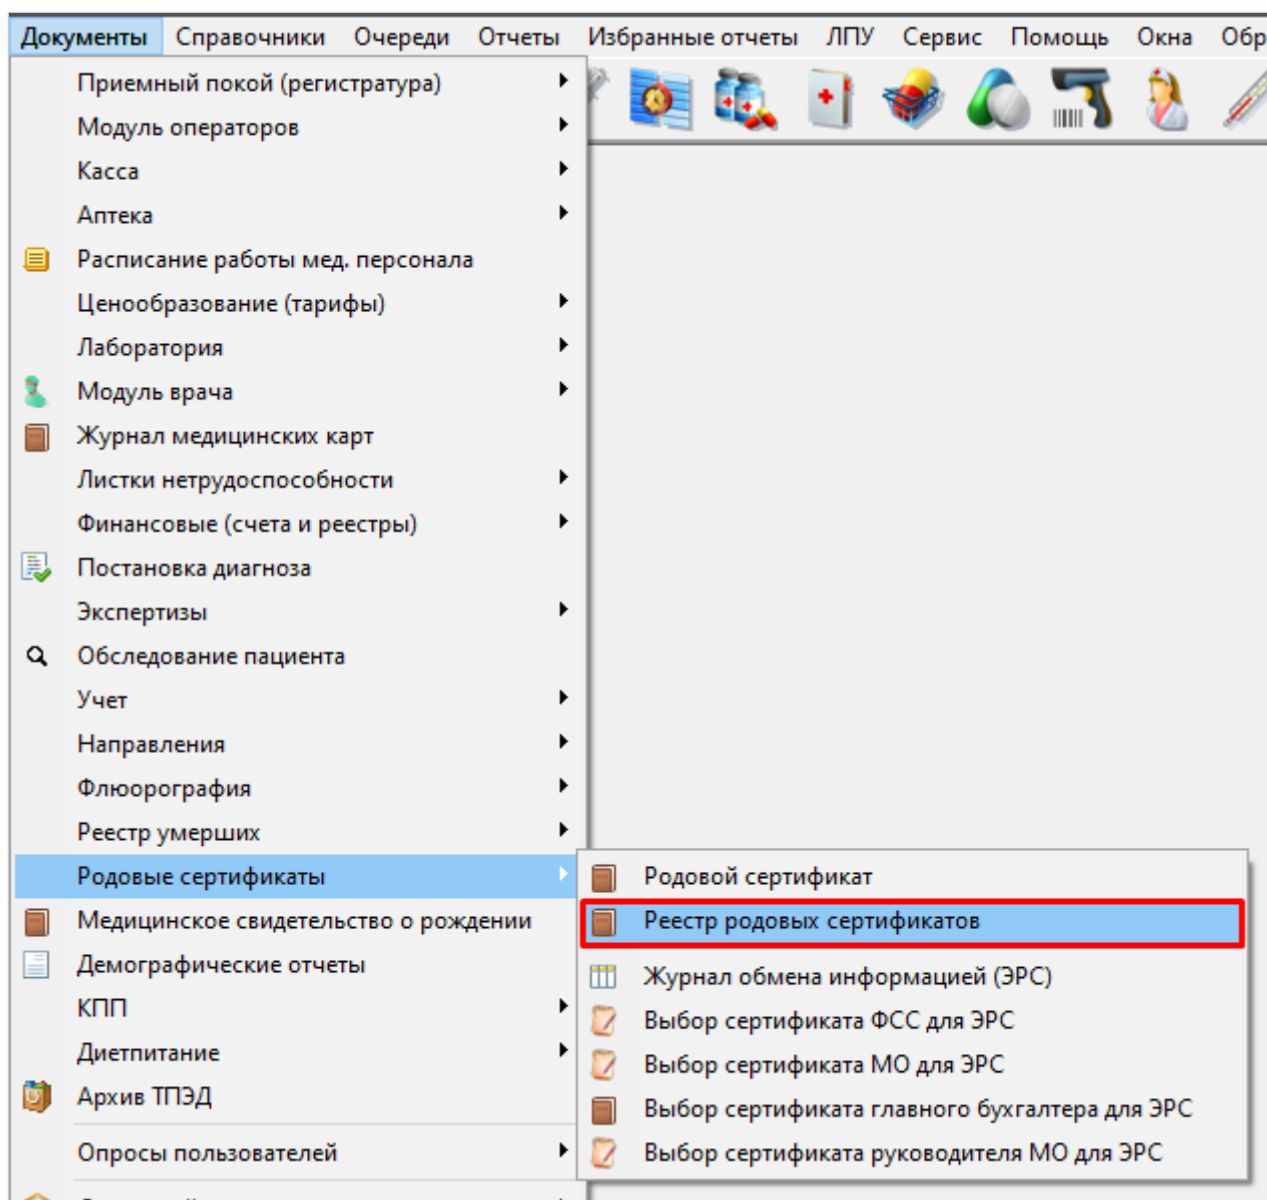 Документы Справочники Очереди Отчеты Избранные отчеты ЛПУ Сервис Помощь Окна Обр
Приемный покой (регистратура)
Модуль операторов
Касса
Аптека
Расписание работы мед. персонала
Ценообразование (тарифы)
Лаборатория
Модуль врача
Журнал медицинских карт
Листки нетрудоспособности
Финансовые (счета и реестры)
Постановка диагноза
Экспертизы
Обследование пациента
Учет
Направления
Флюорография
Реестр умерших
Родовые сертификаты
Медицинское свидетельство о рождении
Демографические отчеты
КПП
Диетпитание
Архив ТПЭД
Опросы пользователей
Родовой сертификат
Реестр родовых сертификатов
Журнал обмена информацией (ЭРС)
Выбор сертификата ФСС для ЭРС
Выбор сертификата МО для ЭРС
Выбор сертификата главного бухгалтера для ЭРС
Выбор сертификата руководителя МО для ЭРС